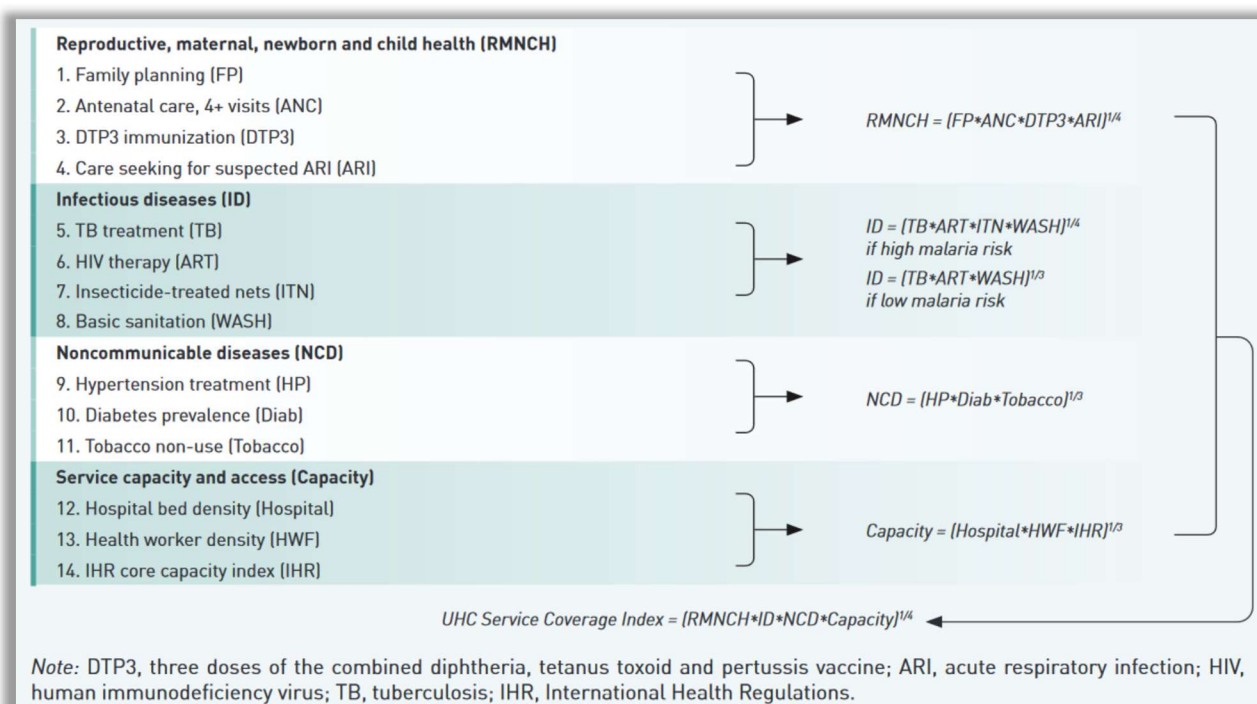 Reproductive, maternal, newborn and child health (RMNCH)
1. Family planning (FP)
2. Antenatal care, 4+ visits (ANC)
3. DTP3 immunization (DTP3)
4. Care seeking for suspected ARI (ARI)
RMNCH = (FP*ANC*DTP3*ARI)^1/4
Infectious diseases (ID)
5. TB treatment (TB)
6. HIV therapy (ART)
7. Insecticide-treated nets (ITN)
8. Basic sanitation (WASH)
ID = (TB*ART*ITN*WASH)^1/4
if high malaria risk
ID = (TB*ART*WASH)^1/3
if low malaria risk
Noncommunicable diseases (NCD)
9. Hypertension treatment (HP)
10. Diabetes prevalence (Diab)
11. Tobacco non-use (Tobacco)
NCD = (HP*Diab*Tobacco)^1/3
Service capacity and access (Capacity)
12. Hospital bed density (Hospital)
13. Health worker density (HWF)
14. IHR core capacity index (IHR)
Capacity = (Hospital*HWF*IHR)^1/3
UHC Service Coverage Index = (RMNCH*ID*NCD*Capacity)^1/4
Note: DTP3, three doses of the combined diphtheria, tetanus toxoid and pertussis vaccine; ARI, acute respiratory infection; HIV,
human immunodeficiency virus; TB, tuberculosis; IHR, International Health Regulations.